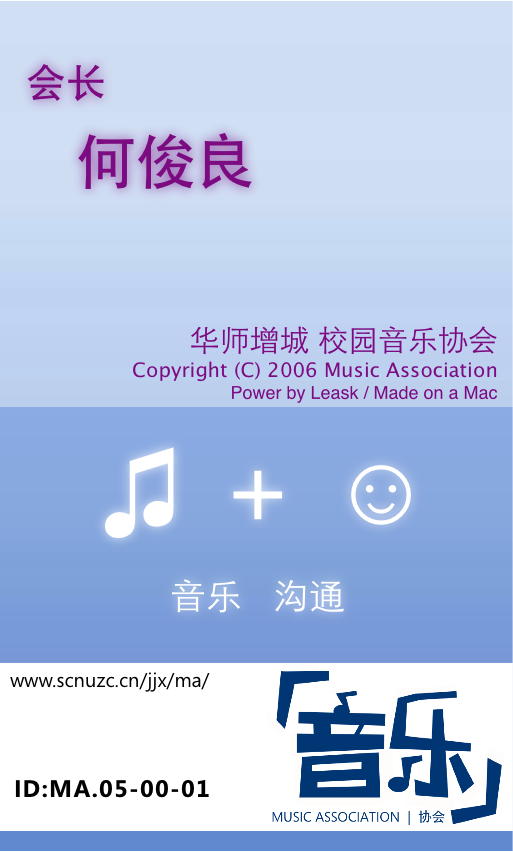 会长
何俊良
华师增城 校园音乐协会
Copyright (C) 2006 Music Association
Power by Leask / Made on a Mac
音乐 沟通
www.scnuzc.cn/jjx/ma/
音乐
ID:MA.05-00-01
MUSIC ASSOCIATION | 协会